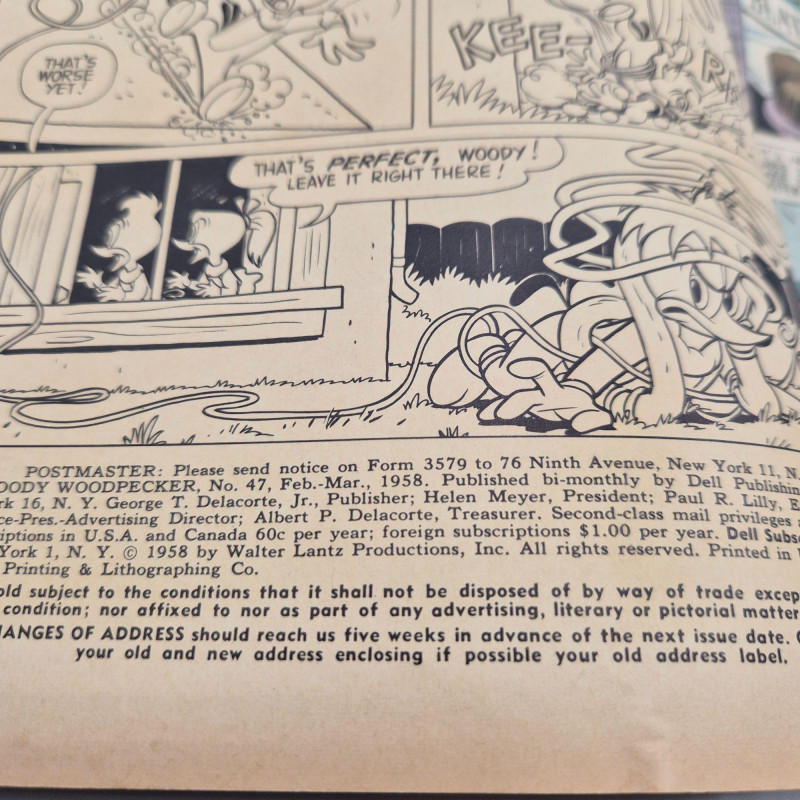 THAT'S
WORSE
YET!
KEE-
THAT'S PERFECT, WOODY!
LEAVE IT RIGHT THERE!
POSTMASTER: Please send notice on Form 3579 to 76 Ninth Avenue, New York 11, N.
OODY WOODPECKER, No. 47, Feb.-Mar., 1958. Published bi-monthly by Dell Publishin
rk 16, N. Y. George T. Delacorte, Jr., Publisher; Helen Meyer, President; Paul R. Lilly, E
ce-Pres.-Advertising Director; Albert P. Delacorte, Treasurer. Second-class mail privileges
riptions in U.S.A. and Canada 60c per year; foreign subscriptions $1.00 per year. Dell Subs
York 1, N. Y. © 1958 by Walter Lantz Productions, Inc. All rights reserved. Printed in
Printing & Lithographing Co.
old subject to the conditions that it shall not be disposed of by way of trade excep
condition; nor affixed to nor as part of any advertising, literary or pictorial matter
HANGES OF ADDRESS should reach us five weeks in advance of the next issue date.
your old and new address enclosing if possible your old address label.